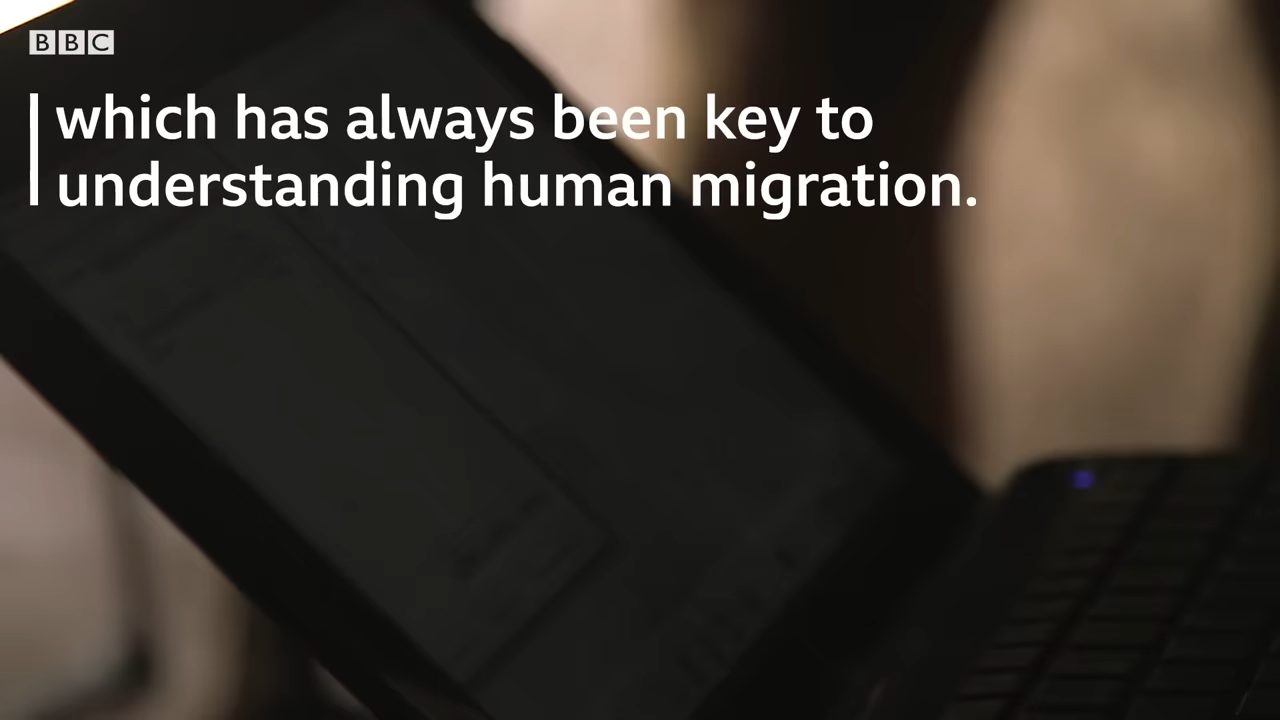 BBC
which has always been key to
understanding human migration.